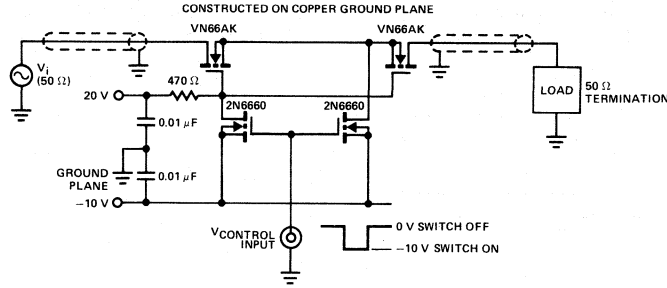 CONSTRUCTED ON COPPER GROUND PLANE
VN66AK
VN66AK
Vi
(50 Ω)
470 Ω
20 V
2N6660
2N6660
0.01 μF
GROUND
PLANE
0.01 μF
−10 V
LOAD
50 Ω
TERMINATION
VCONTROL
INPUT
0 V SWITCH OFF
−10 V SWITCH ON